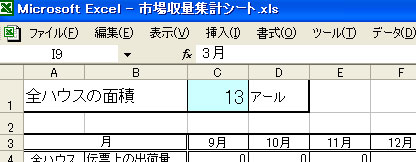 Microsoft Excel - 市場収量集計シート.xls
ファイル(F) 編集(E) 表示(V) 挿入(I) 書式(O) ツール(T) データ(D)
I9 3月
A B C D E F
1 全ハウスの面積 13 アール
2
3 月 9月 10月 11月 12月
4 全ハウス 伝票上の出荷量 0 0 0